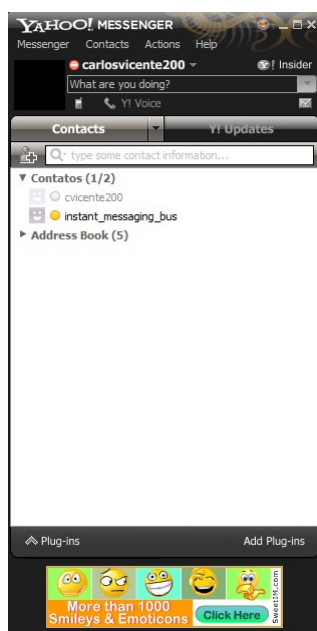 YAHOO! MESSENGER
Messenger Contacts Actions Help
carlosvicente200 Y! Insider
What are you doing?
Y! Voice
Contacts Y! Updates
type some contact information...
Contatos (1/2)
cvicente200
instant_messaging_bus
Address Book (5)
Plug-ins Add Plug-ins
More than 1000
Smileys & Emoticons Click Here
SweetIM.com